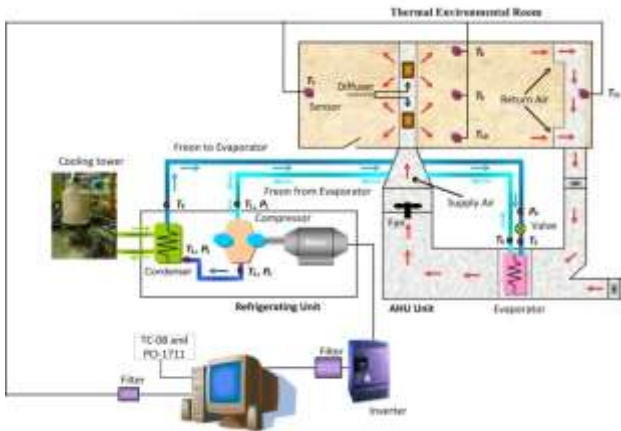 Thermal Environmental Room
Diffuser
Sensor
Return Air
Freon to Evaporator
Cooling tower
Freon from Evaporator
Supply Air
Compressor
Fan
Valve
Condenser
Refrigerating Unit
AHU Unit
Evaporator
TC-08 and
PO-1711
Filter
Filter
Inverter